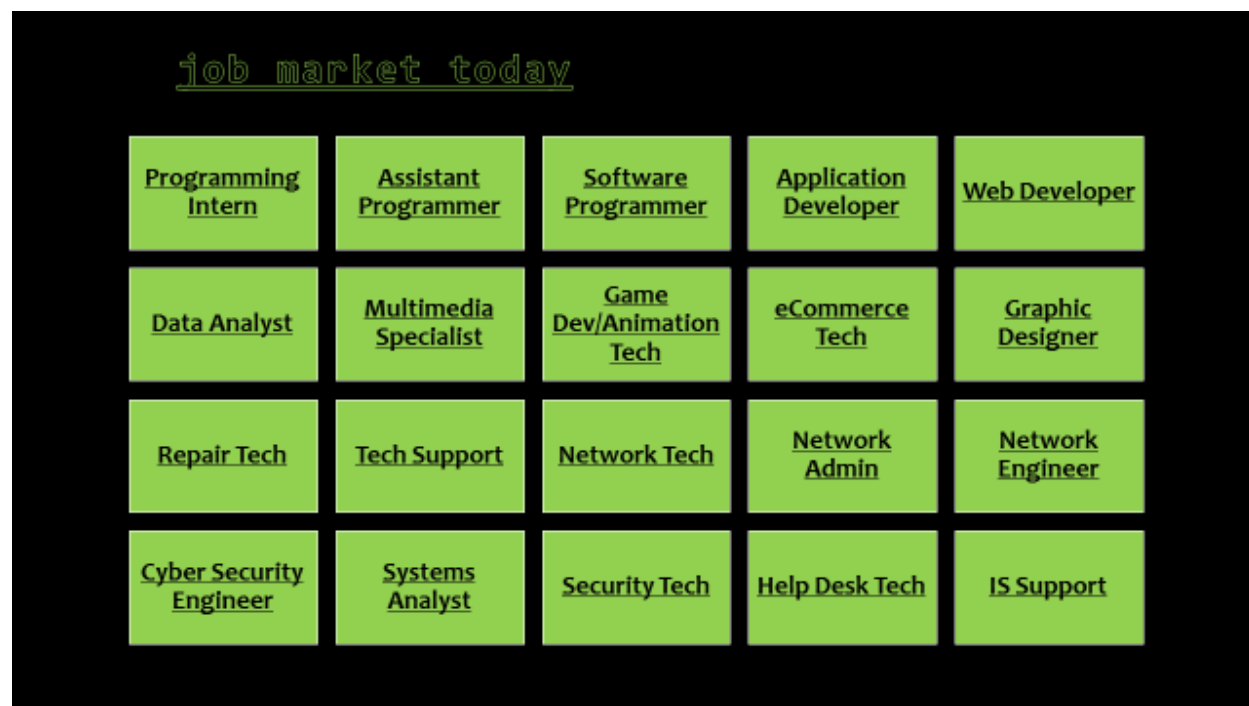 job market today
Programming
Intern
Assistant
Programmer
Software
Programmer
Application
Developer
Web Developer
Data Analyst
Multimedia
Specialist
Game
Dev/Animation
Tech
eCommerce
Tech
Graphic
Designer
Repair Tech
Tech Support
Network Tech
Network
Admin
Network
Engineer
Cyber Security
Engineer
Systems
Analyst
Security Tech
Help Desk Tech
IS Support